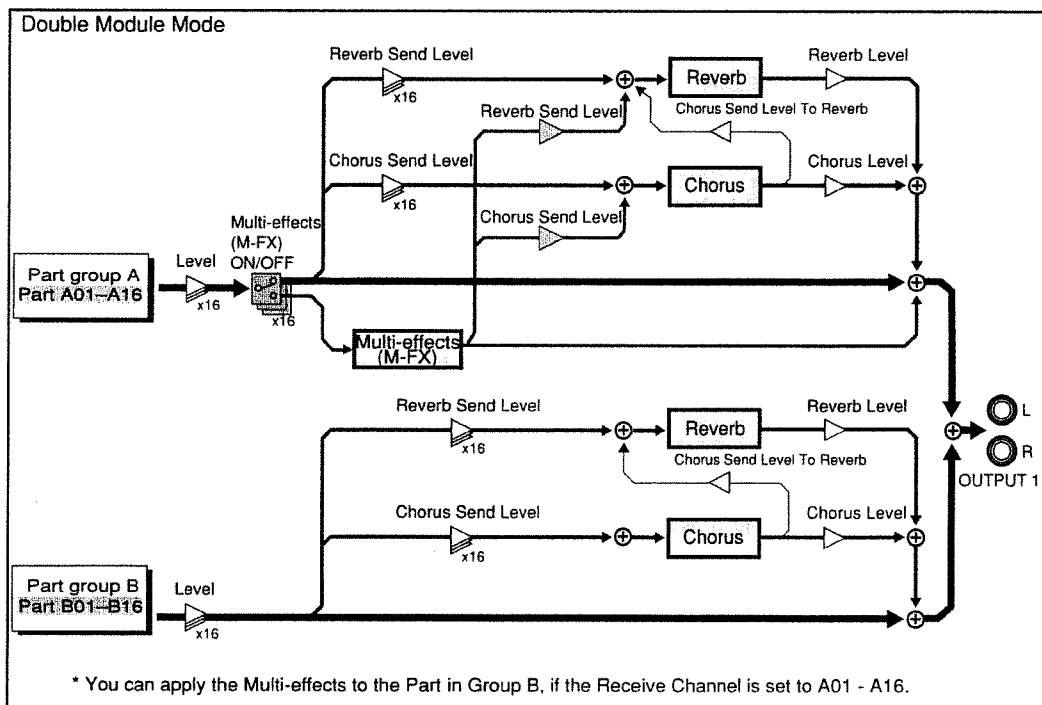 Double Module Mode
Reverb Send Level
x16
Reverb
Reverb Level
Reverb Send Level
Chorus Send Level To Reverb
Chorus Send Level
x16
Chorus
Chorus Level
Chorus Send Level
Multi-effects
(M-FX)
ON/OFF
x16
Part group A
Part A01–A16
Level
x16
Multi-effects
(M-FX)
Reverb Send Level
x16
Reverb
Reverb Level
Chorus Send Level To Reverb
L
R
OUTPUT 1
Chorus Send Level
x16
Chorus
Chorus Level
Part group B
Part B01–B16
Level
x16
* You can apply the Multi-effects to the Part in Group B, if the Receive Channel is set to A01 - A16.